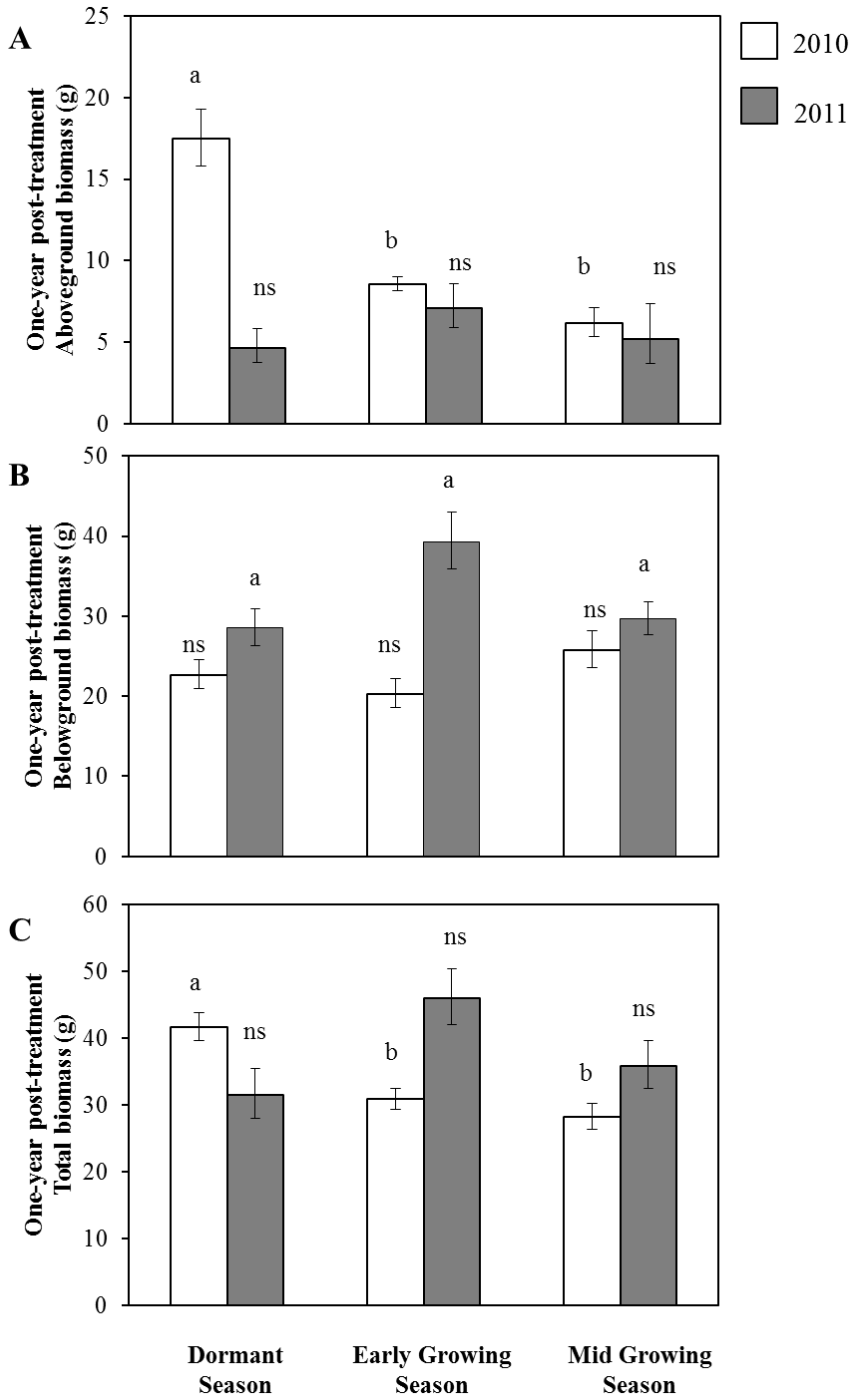 A
One-year post-treatment
Aboveground biomass (g)
25
20
15
10
5
0
a
ns
b
ns
b
ns
2010
2011
B
One-year post-treatment
Belowground biomass (g)
50
40
30
20
10
0
ns
a
ns
a
ns
a
C
One-year post-treatment
Total biomass (g)
60
50
40
30
20
10
0
a
ns
b
ns
b
ns
Dormant
Season
Early Growing
Season
Mid Growing
Season